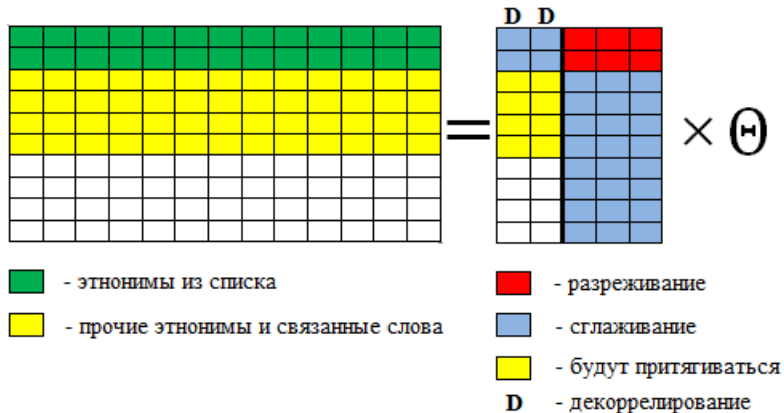 D D
= × Θ
- этнонимы из списка
- прочие этнонимы и связанные слова
- разреживание
- сглаживание
- будут притягиваться
D - декоррелирование